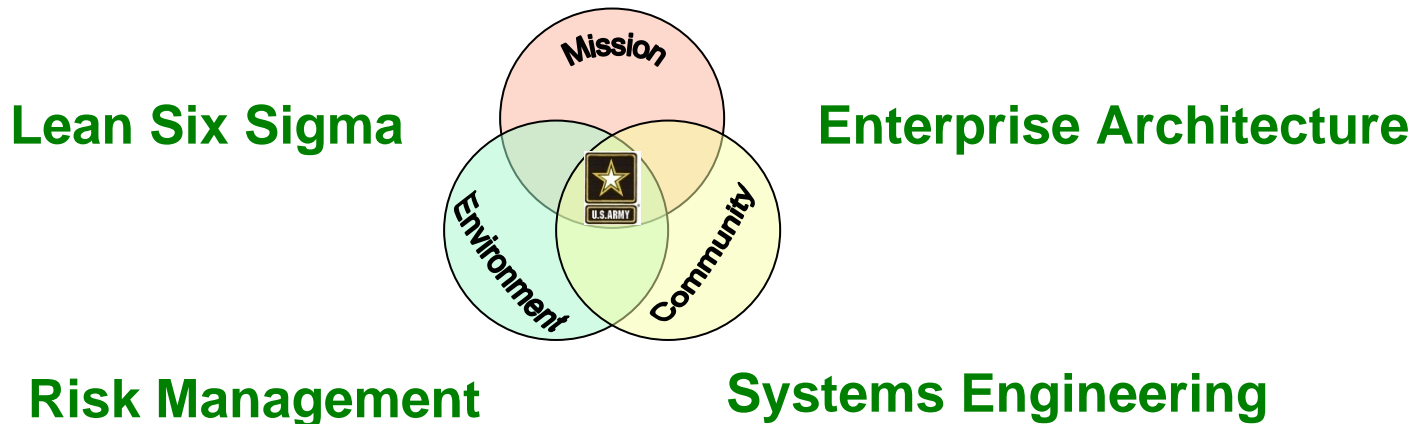 Mission
Lean Six Sigma
Enterprise Architecture
U.S.ARMY
Environment
Community
Risk Management
Systems Engineering